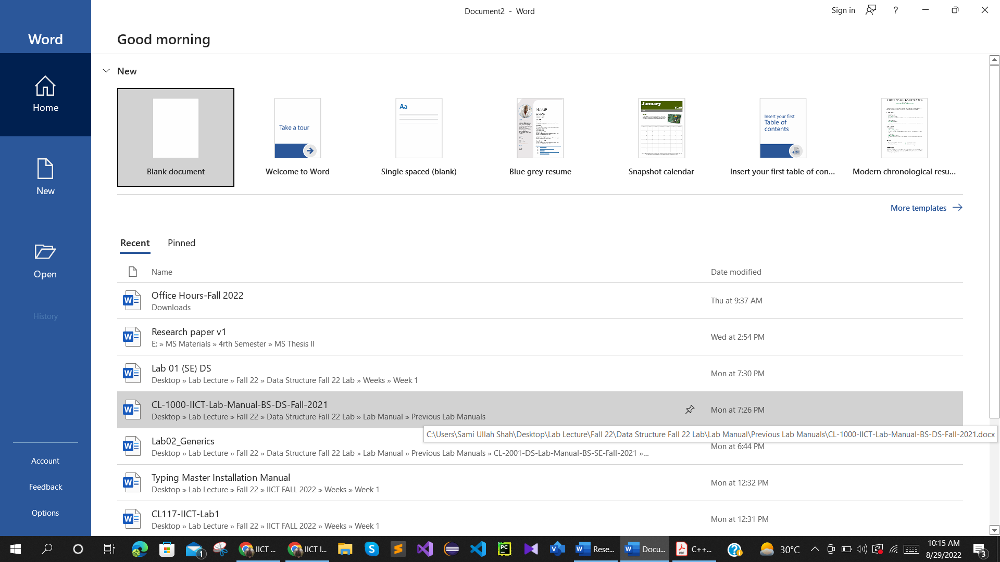 Document2 - Word
Sign in
?
Word
Good morning
Home
New
Open
History
Account
Feedback
Options
New
Blank document
Take a tour
Welcome to Word
Aa
Single spaced (blank)
NAME
HERE
Blue grey resume
January
YEAR
Snapshot calendar
Insert your first
Table of
contents
Insert your first table of con...
FIRST NAME LAST NAME
Modern chronological resu...
More templates
Recent Pinned
Name Date modified
Office Hours-Fall 2022
Downloads
Thu at 9:37 AM
Research paper v1
E: » MS Materials » 4rth Semester » MS Thesis II
Wed at 2:54 PM
Lab 01 (SE) DS
Desktop » Lab Lecture » Fall 22 » Data Structure Fall 22 Lab » Weeks » Week 1
Mon at 7:30 PM
CL-1000-IICT-Lab-Manual-BS-DS-Fall-2021
Desktop » Lab Lecture » Fall 22 » Data Structure Fall 22 Lab » Lab Manual » Previous Lab Manuals
Mon at 7:26 PM
C:\Users\Sami Ullah Shah\Desktop\Lab Lecture\Fall 22\Data Structure Fall 22 Lab\Lab Manual\Previous Lab Manuals\CL-1000-IICT-Lab-Manual-BS-DS-Fall-2021.docx
Lab02_Generics
Desktop » Lab Lecture » Fall 22 » Data Structure Fall 22 Lab » Lab Manual » Previous Lab Manuals » CL-2001-DS-Lab-Manual-BS-SE-Fall-2021 »...
Mon at 6:44 PM
Typing Master Installation Manual
Desktop » Lab Lecture » Fall 22 » IICT FALL 2022 » Weeks » Week 1
Mon at 12:32 PM
CL117-IICT-Lab1
Desktop » Lab Lecture » Fall 22 » IICT FALL 2022 » Weeks » Week 1
Mon at 12:31 PM
1
IICT ...
IICT I...
PC
Rese...
Docu...
C++...
30°C
10:15 AM
8/29/2022
3